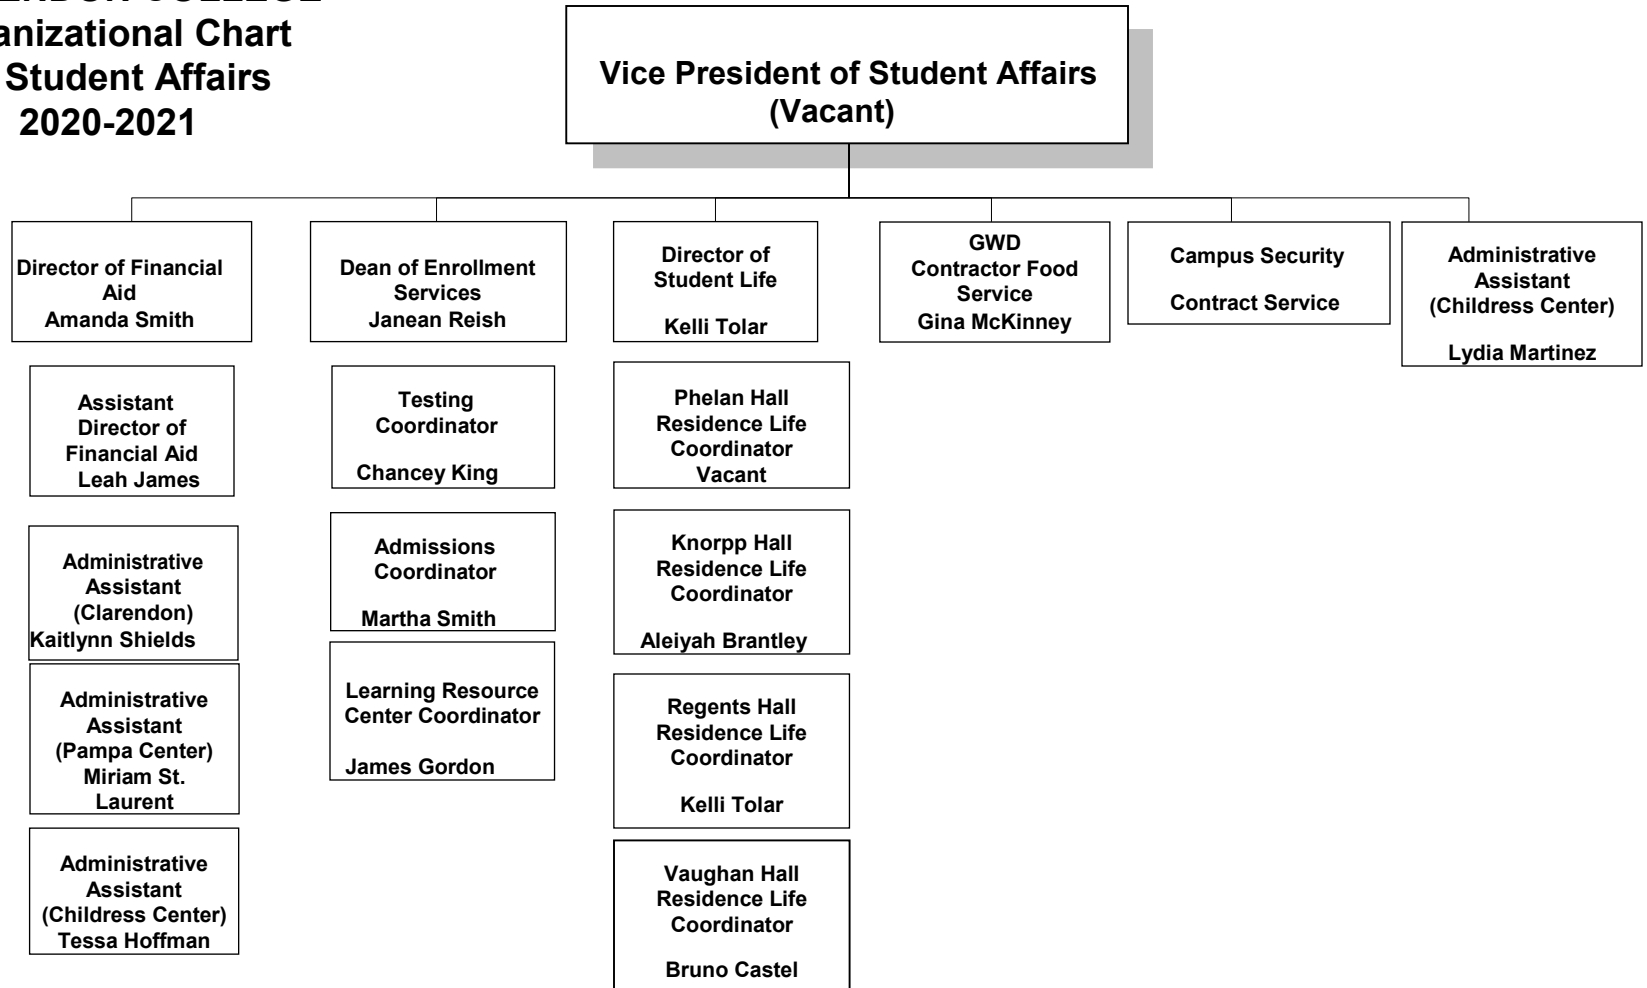 anizational Chart
Student Affairs
2020-2021
Vice President of Student Affairs
(Vacant)
Director of Financial
Aid
Amanda Smith
Dean of Enrollment
Services
Janean Reish
Director of
Student Life
Kelli Tolar
GWD
Contractor Food
Service
Gina McKinney
Campus Security
Contract Service
Administrative
Assistant
(Childress Center)
Lydia Martinez
Assistant
Director of
Financial Aid
Leah James
Administrative
Assistant
(Clarendon)
Kaitlynn Shields
Administrative
Assistant
(Pampa Center)
Miriam St.
Laurent
Administrative
Assistant
(Childress Center)
Tessa Hoffman
Testing
Coordinator
Chancey King
Admissions
Coordinator
Martha Smith
Learning Resource
Center Coordinator
James Gordon
Phelan Hall
Residence Life
Coordinator
Vacant
Knorpp Hall
Residence Life
Coordinator
Aleiyah Brantley
Regents Hall
Residence Life
Coordinator
Kelli Tolar
Vaughan Hall
Residence Life
Coordinator
Bruno Castel